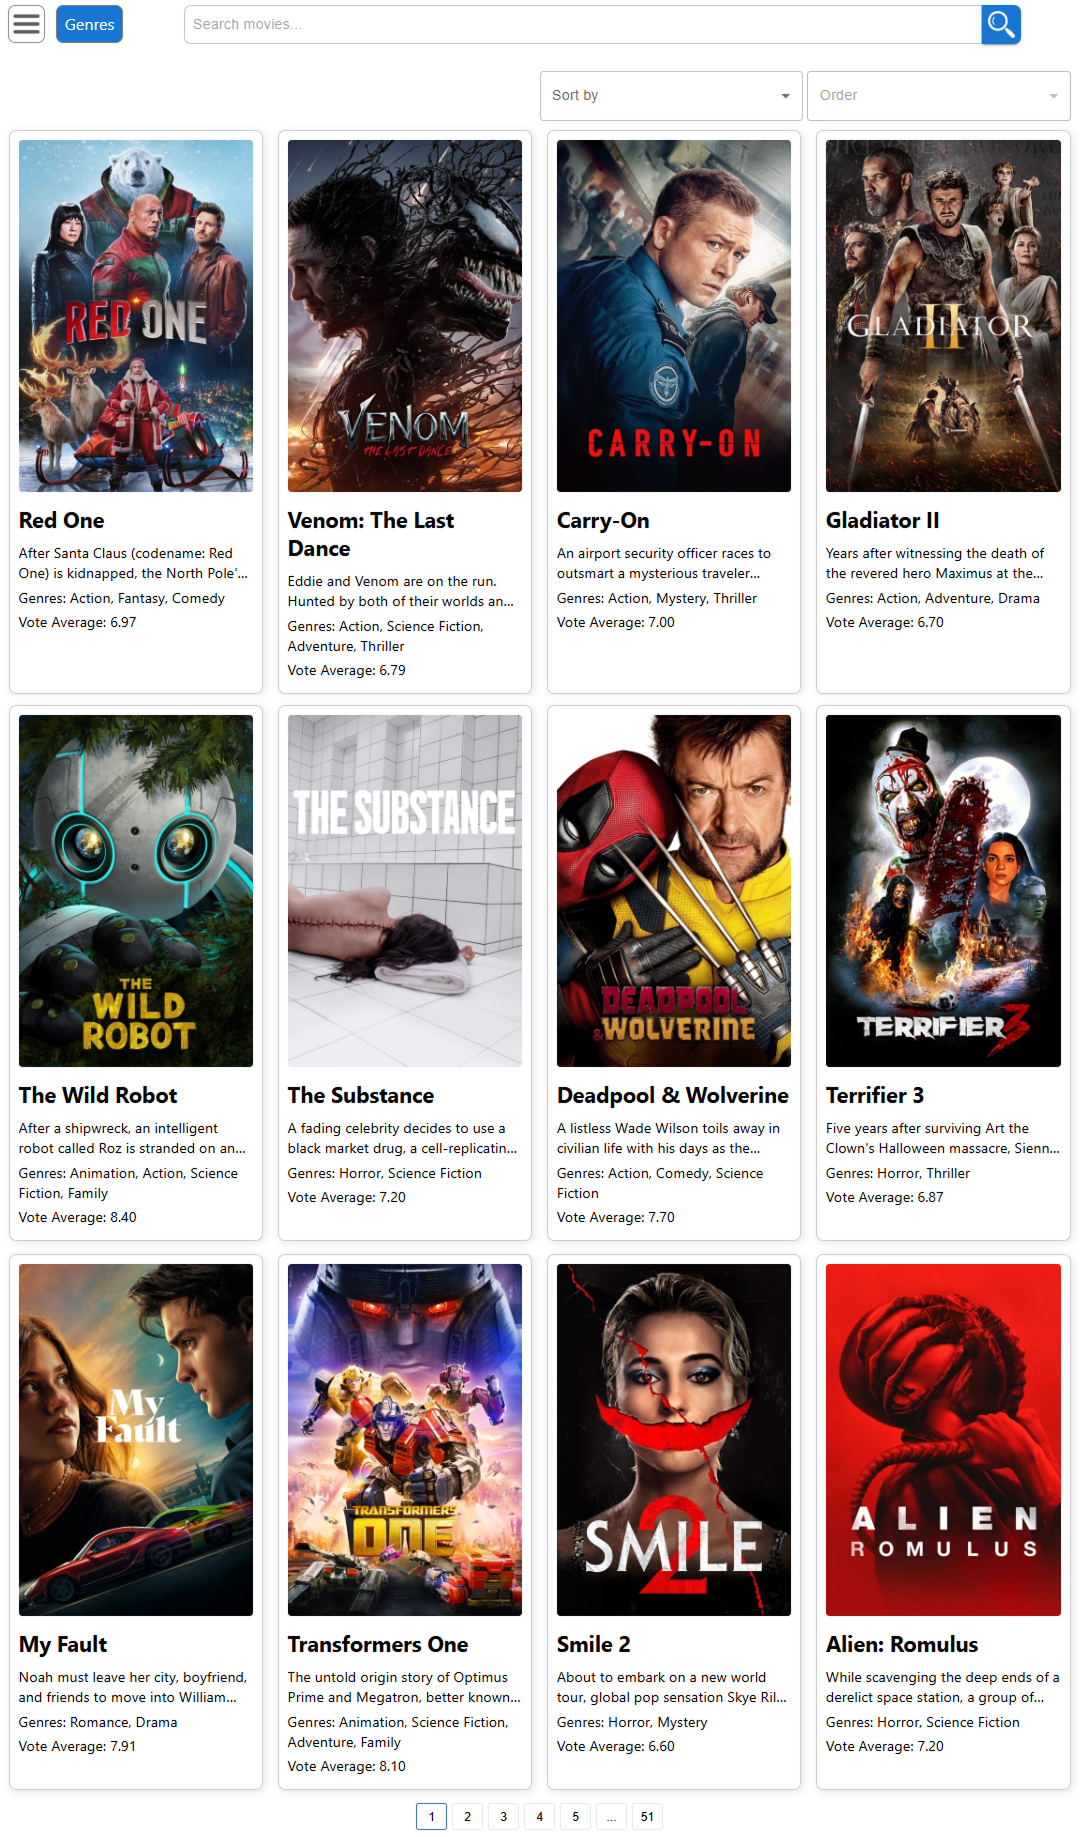 Genres
Search movies...
Sort by
Order
RED ONE
VENOM
THE LAST DANCE
CARRY-ON
GLADIATOR
II
Red One
After Santa Claus (codename: Red
One) is kidnapped, the North Pole'...
Genres: Action, Fantasy, Comedy
Vote Average: 6.97
Venom: The Last
Dance
Eddie and Venom are on the run.
Hunted by both of their worlds an...
Genres: Action, Science Fiction,
Adventure, Thriller
Vote Average: 6.79
Carry-On
An airport security officer races to
outsmart a mysterious traveler...
Genres: Action, Mystery, Thriller
Vote Average: 7.00
Gladiator II
Years after witnessing the death of
the revered hero Maximus at the...
Genres: Action, Adventure, Drama
Vote Average: 6.70
THE
WILD
ROBOT
THE SUBSTANCE
DEADPOOL
& WOLVERINE
TERRIFIER 3
The Wild Robot
After a shipwreck, an intelligent
robot called Roz is stranded on an...
Genres: Animation, Action, Science
Fiction, Family
Vote Average: 8.40
The Substance
A fading celebrity decides to use a
black market drug, a cell-replicatin...
Genres: Horror, Science Fiction
Vote Average: 7.20
Deadpool & Wolverine
A listless Wade Wilson toils away in
civilian life with his days as the...
Genres: Action, Comedy, Science
Fiction
Vote Average: 7.70
Terrifier 3
Five years after surviving Art the
Clown's Halloween massacre, Sienn...
Genres: Horror, Thriller
Vote Average: 6.87
My
Fault
TRANSFORMERS
ONE
SMILE
2
ALIEN
ROMULUS
My Fault
Noah must leave her city, boyfriend,
and friends to move into William...
Genres: Romance, Drama
Vote Average: 7.91
Transformers One
The untold origin story of Optimus
Prime and Megatron, better known...
Genres: Animation, Science Fiction,
Adventure, Family
Vote Average: 8.10
Smile 2
About to embark on a new world
tour, global pop sensation Skye Ril...
Genres: Horror, Mystery
Vote Average: 6.60
Alien: Romulus
While scavenging the deep ends of a
derelict space station, a group of...
Genres: Horror, Science Fiction
Vote Average: 7.20
1 2 3 4 5 ... 51